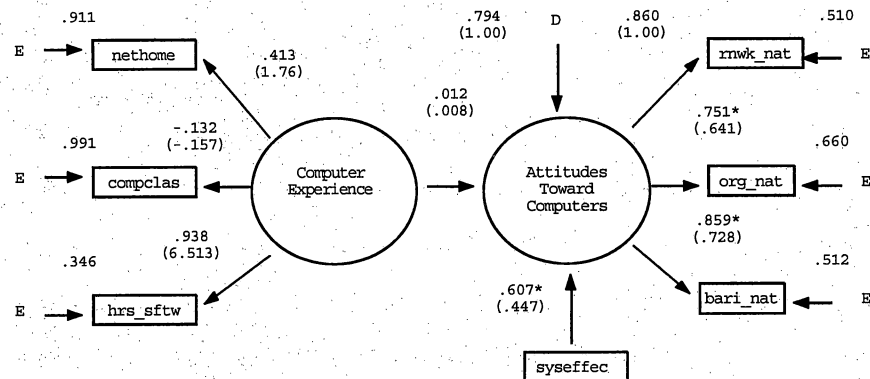 .911
E
nethome
.413
(1.76)
.794
(1.00)
D
.860
(1.00)
.510
rnwk_nat
E
.012
(.008)
.751*
(.641)
.991
-.132
(-.157)
E
compclas
Computer
Experience
Attitudes
Toward
Computers
.660
org_nat
E
.859*
(.728)
.938
(6.513)
.346
E
hrs_sftw
.607*
(.447)
.512
bari_nat
E
syseffec